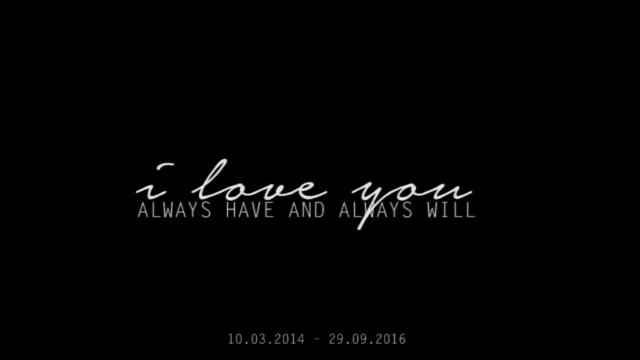 i love you
ALWAYS HAVE AND ALWAYS WILL
10.03.2014 - 29.09.2016